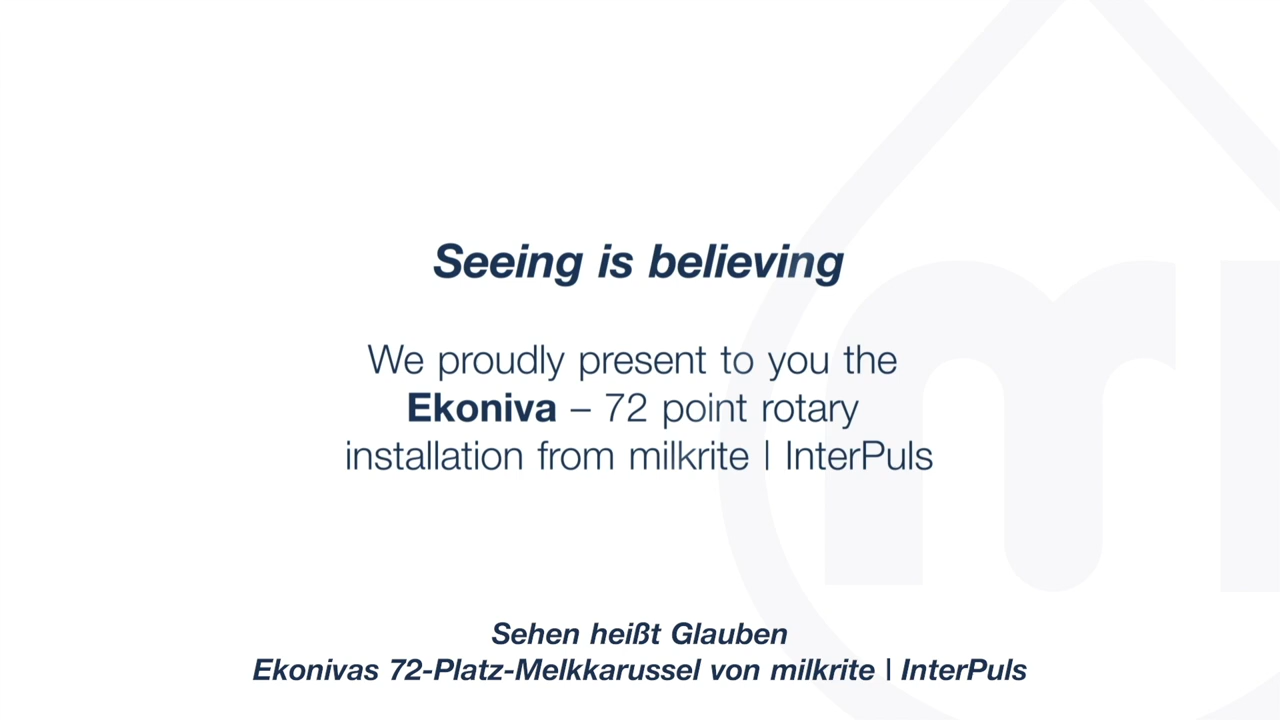 Seeing is believing
We proudly present to you the
Ekoniva – 72 point rotary
installation from milkrite | InterPuls
Sehen heißt Glauben
Ekonivas 72-Platz-Melkkarussel von milkrite | InterPuls